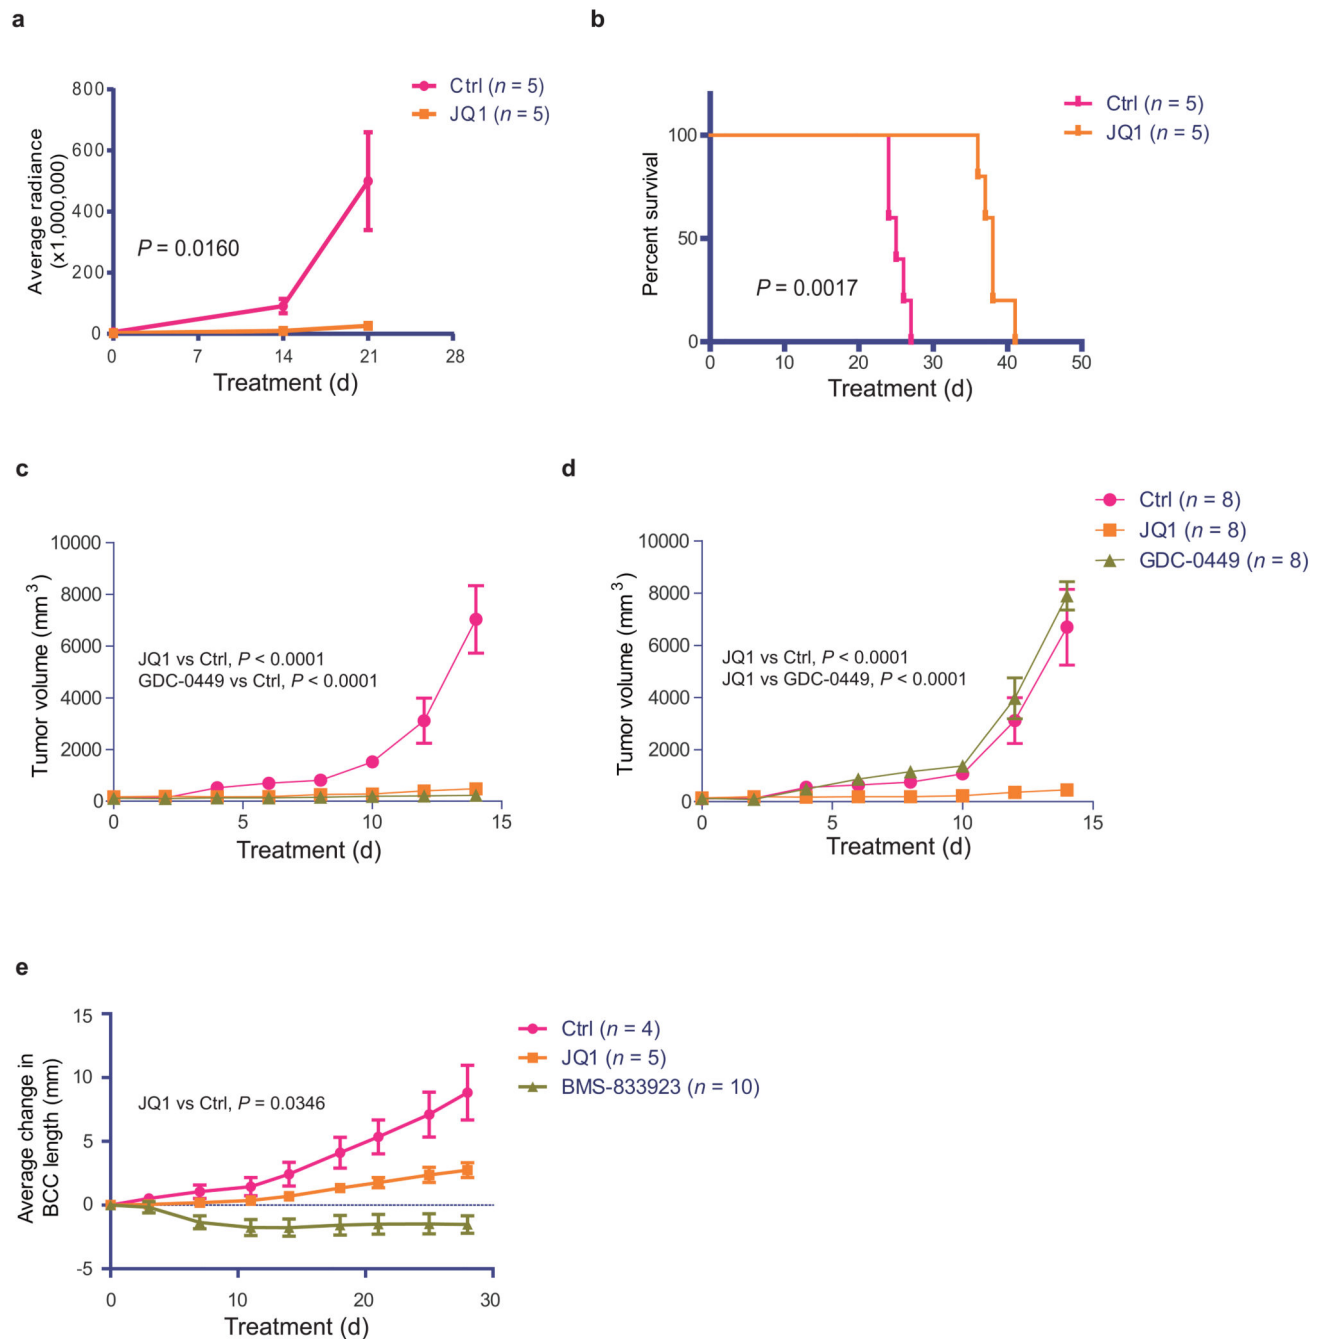 a
800
600
400
200
0
Average radiance
(x1,000,000)
P = 0.0160
0 7 14 21 28
Treatment (d)
Ctrl (n = 5)
JQ1 (n = 5)
b
100
50
0
Percent survival
P = 0.0017
0 10 20 30 40 50
Treatment (d)
Ctrl (n = 5)
JQ1 (n = 5)
c
10000
8000
6000
4000
2000
0
Tumor volume (mm³)
JQ1 vs Ctrl, P < 0.0001
GDC-0449 vs Ctrl, P < 0.0001
0 5 10 15
Treatment (d)
d
10000
8000
6000
4000
2000
0
Tumor volume (mm³)
JQ1 vs Ctrl, P < 0.0001
JQ1 vs GDC-0449, P < 0.0001
0 5 10 15
Treatment (d)
Ctrl (n = 8)
JQ1 (n = 8)
GDC-0449 (n = 8)
e
15
10
5
0
-5
Average change in
BCC length (mm)
JQ1 vs Ctrl, P = 0.0346
0 10 20 30
Treatment (d)
Ctrl (n = 4)
JQ1 (n = 5)
BMS-833923 (n = 10)